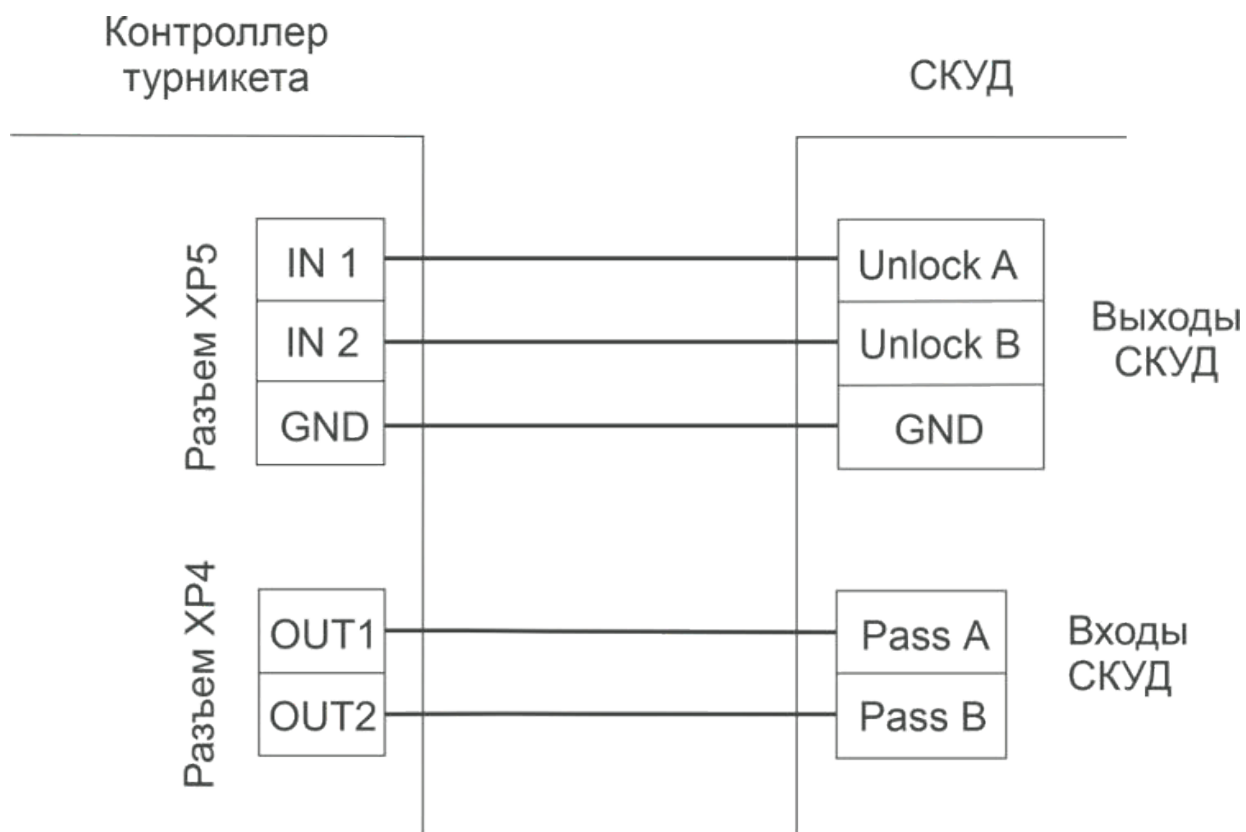 Контроллер
турникета
СКУД
Разъем XP5
IN 1
IN 2
GND
Unlock A
Unlock B
GND
Выходы
СКУД
Разъем XP4
OUT1
OUT2
Pass A
Pass B
Входы
СКУД